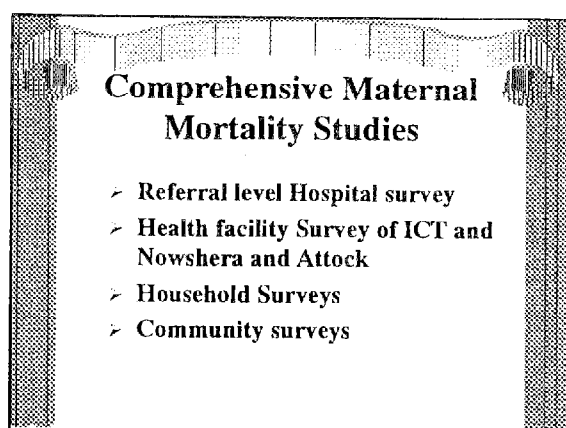 Comprehensive Maternal
Mortality Studies
➢ Referral level Hospital survey
➢ Health facility Survey of ICT and
Nowshera and Attock
➢ Household Surveys
➢ Community surveys